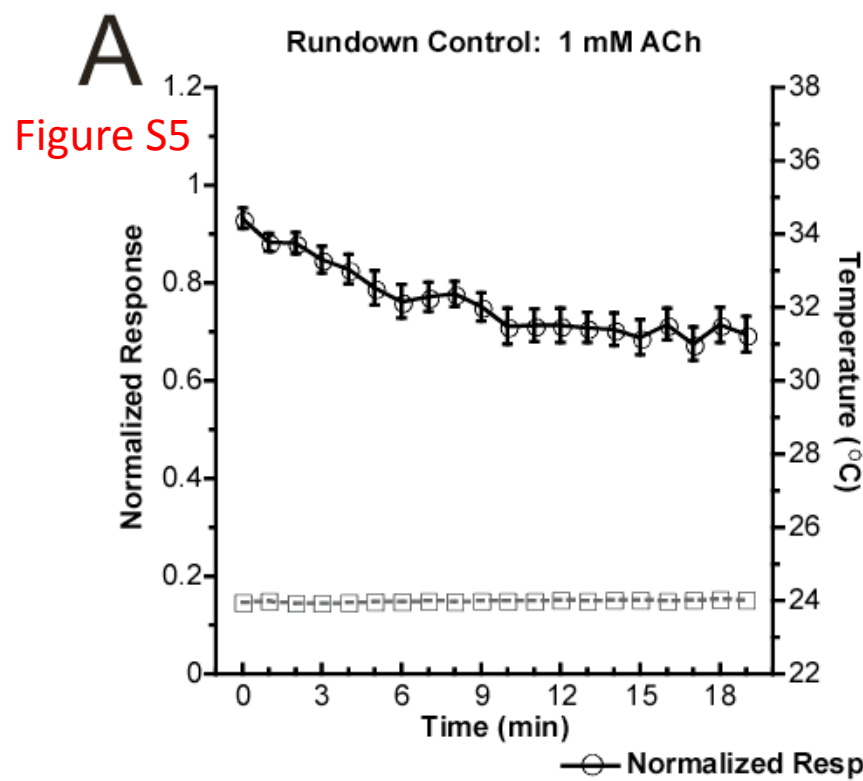 A
Rundown Control: 1 mM ACh
Figure S5
1.2
1
0.8
0.6
0.4
0.2
0
Normalized Response
38
36
34
32
30
28
26
24
22
Temperature (°C)
0 3 6 9 12 15 18
Time (min)
Normalized Resp